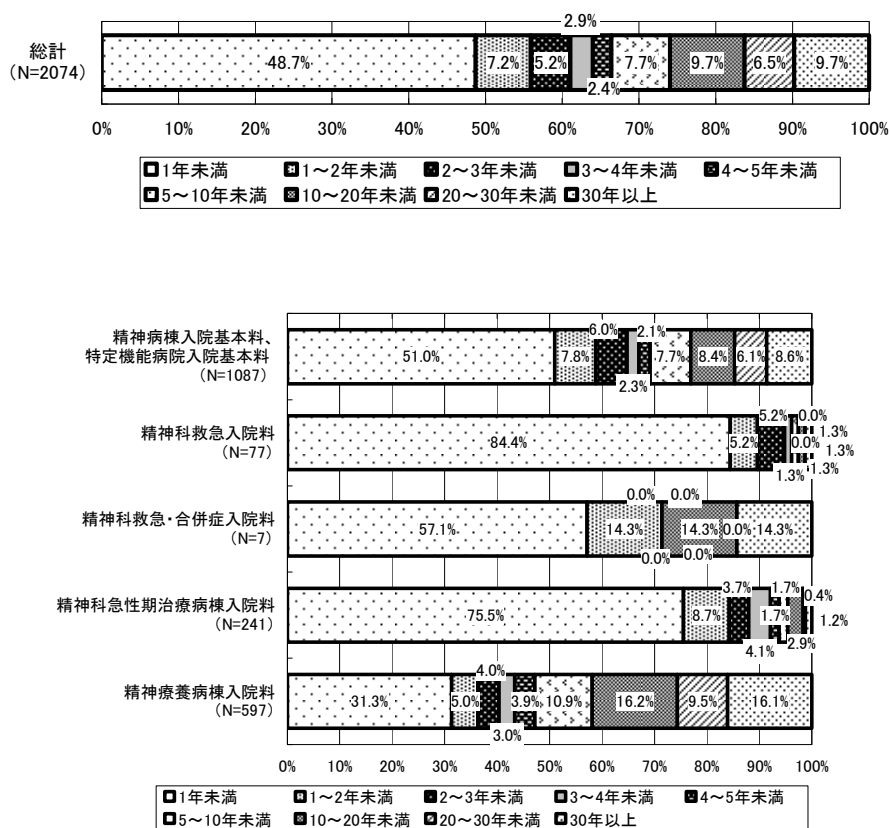 2.9%
総計
(N=2074)
48.7% 7.2% 5.2% 7.7% 9.7% 6.5% 9.7%
2.4%
0% 10% 20% 30% 40% 50% 60% 70% 80% 90% 100%
1年未満 1～2年未満 2～3年未満 3～4年未満 4～5年未満
5～10年未満 10～20年未満 20～30年未満 30年以上
精神病棟入院基本料、
特定機能病院入院基本料
(N=1087)
6.0% 2.1%
51.0% 7.8% 7.7% 8.4% 6.1% 8.6%
2.3%
精神科救急入院料
(N=77)
5.2% 0.0%
1.3%
84.4% 5.2% 0.0% 1.3%
1.3% 1.3%
精神科救急・合併症入院料
(N=7)
0.0% 0.0%
57.1% 14.3% 14.3% 0.0% 14.3%
0.0% 0.0%
精神科急性期治療病棟入院料
(N=241)
3.7% 1.7% 0.4%
75.5% 8.7% 1.7% 1.2%
4.1% 2.9%
精神療養病棟入院料
(N=597)
4.0%
31.3% 5.0% 3.9% 10.9% 16.2% 9.5% 16.1%
3.0%
0% 10% 20% 30% 40% 50% 60% 70% 80% 90% 100%
1年未満 1～2年未満 2～3年未満 3～4年未満 4～5年未満
5～10年未満 10～20年未満 20～30年未満 30年以上